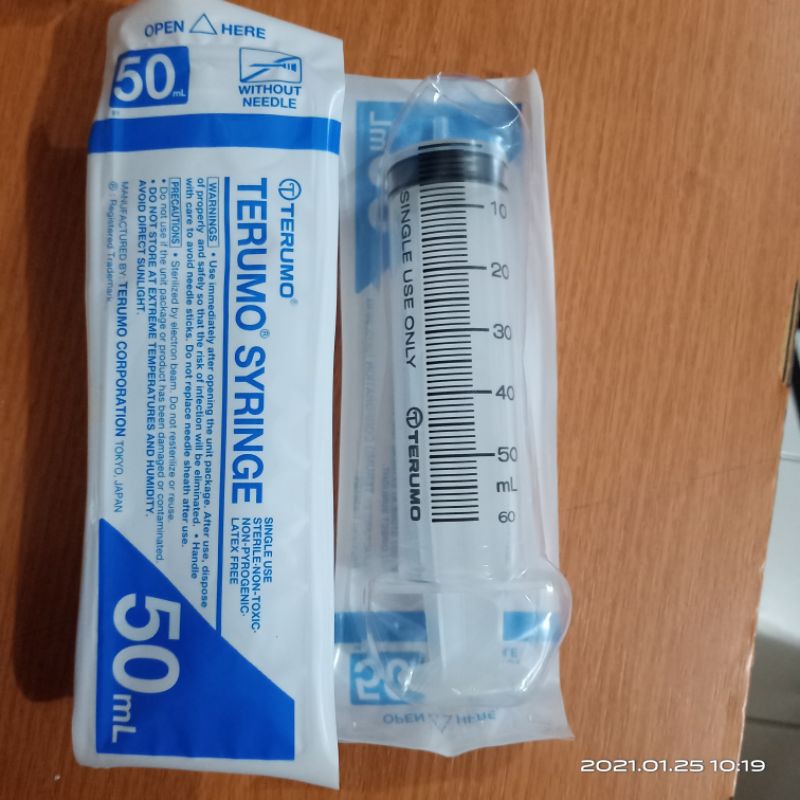 OPEN △ HERE
50 mL
WITHOUT
NEEDLE
TERUMO®
TERUMO® SYRINGE
SINGLE USE
STERILE·NON-TOXIC·
NON-PYROGENIC·
LATEX FREE
WARNINGS • Use immediately after opening the unit package. After use, dispose
of properly and safely so that the risk of infection will be eliminated. • Handle
with care to avoid needle sticks. Do not replace needle sheath after use.
PRECAUTIONS • Sterilized by electron beam. Do not resterilize or reuse.
• Do not use if the unit package or product has been damaged or contaminated.
• DO NOT STORE AT EXTREME TEMPERATURES AND HUMIDITY.
AVOID DIRECT SUNLIGHT.
MANUFACTURED BY TERUMO CORPORATION TOKYO, JAPAN
® : Registered Trademark
50 mL
10
20
30
40
50
mL
60
SINGLE USE ONLY
TERUMO
OPEN △ HERE
2021.01.25 10:19